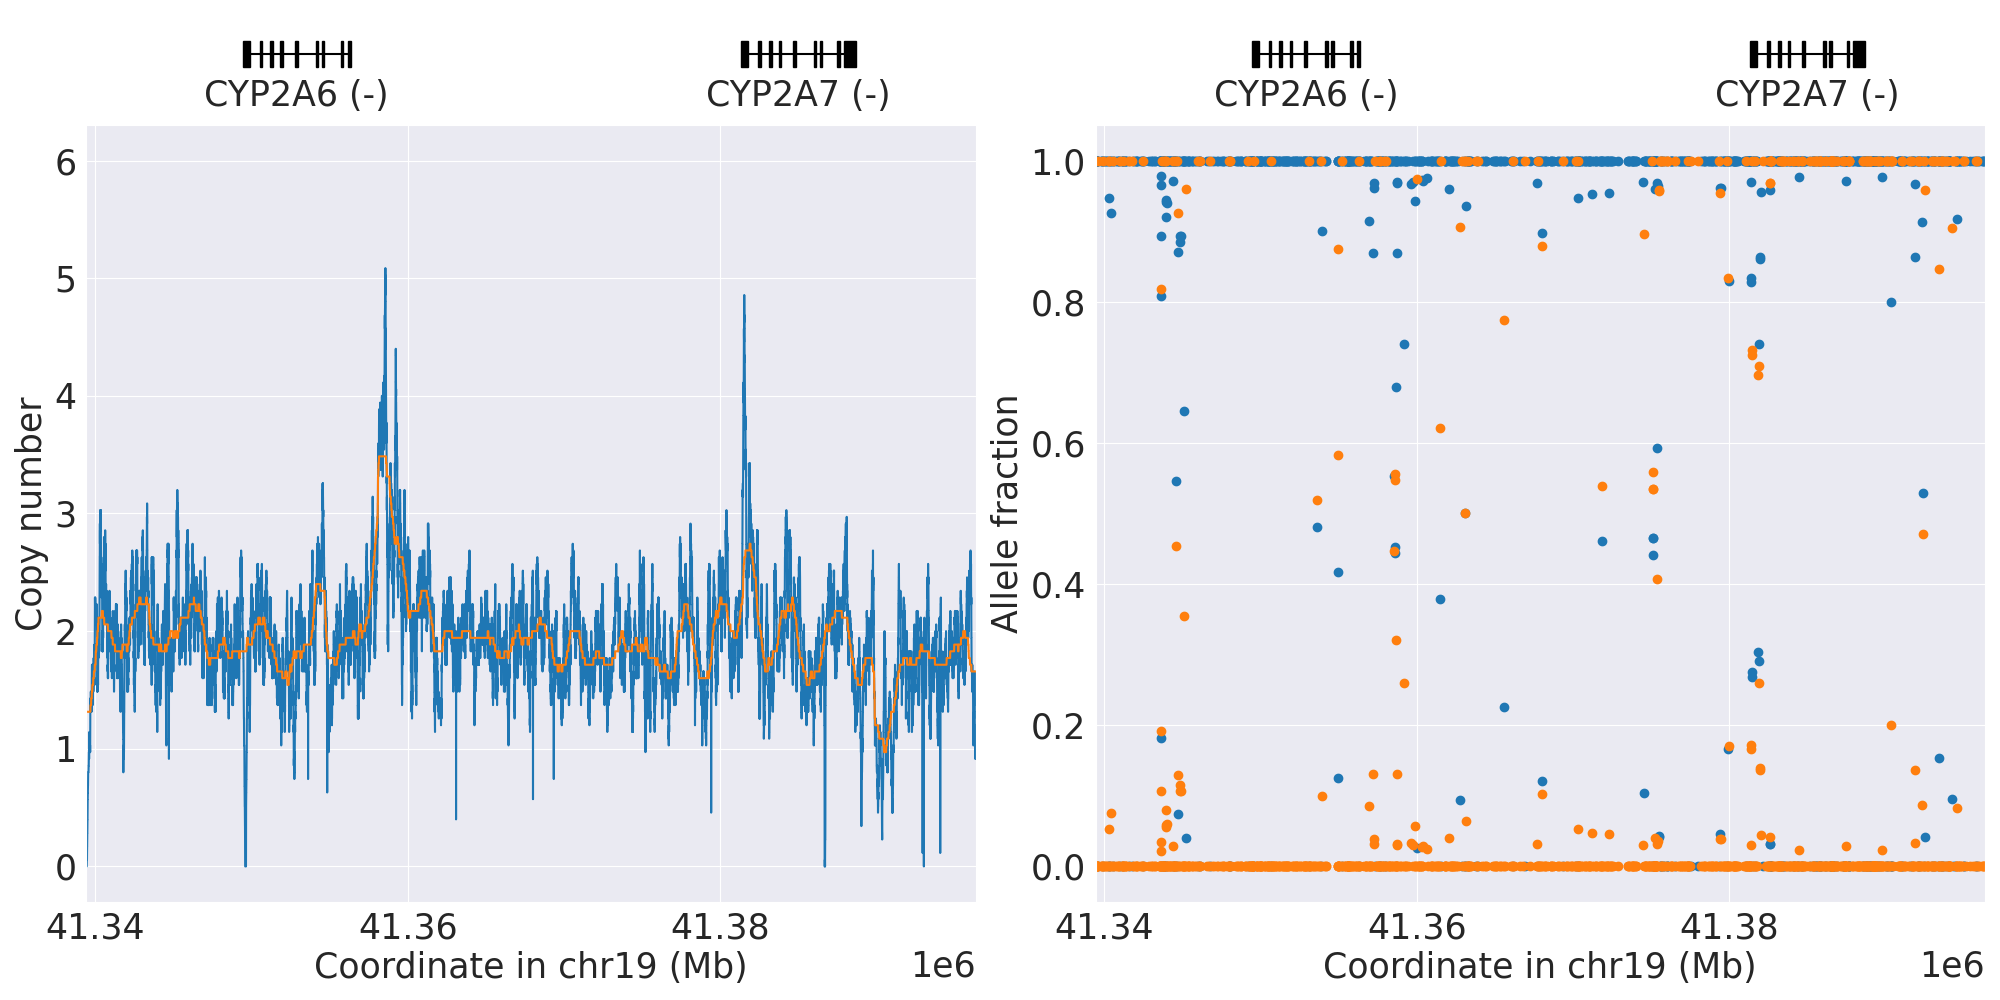 CYP2A6 (-)
CYP2A7 (-)
6
5
4
3
2
1
0
Copy number
41.34
41.36
41.38
Coordinate in chr19 (Mb)
1e6
CYP2A6 (-)
CYP2A7 (-)
1.0
0.8
0.6
0.4
0.2
0.0
Allele fraction
41.34
41.36
41.38
Coordinate in chr19 (Mb)
1e6